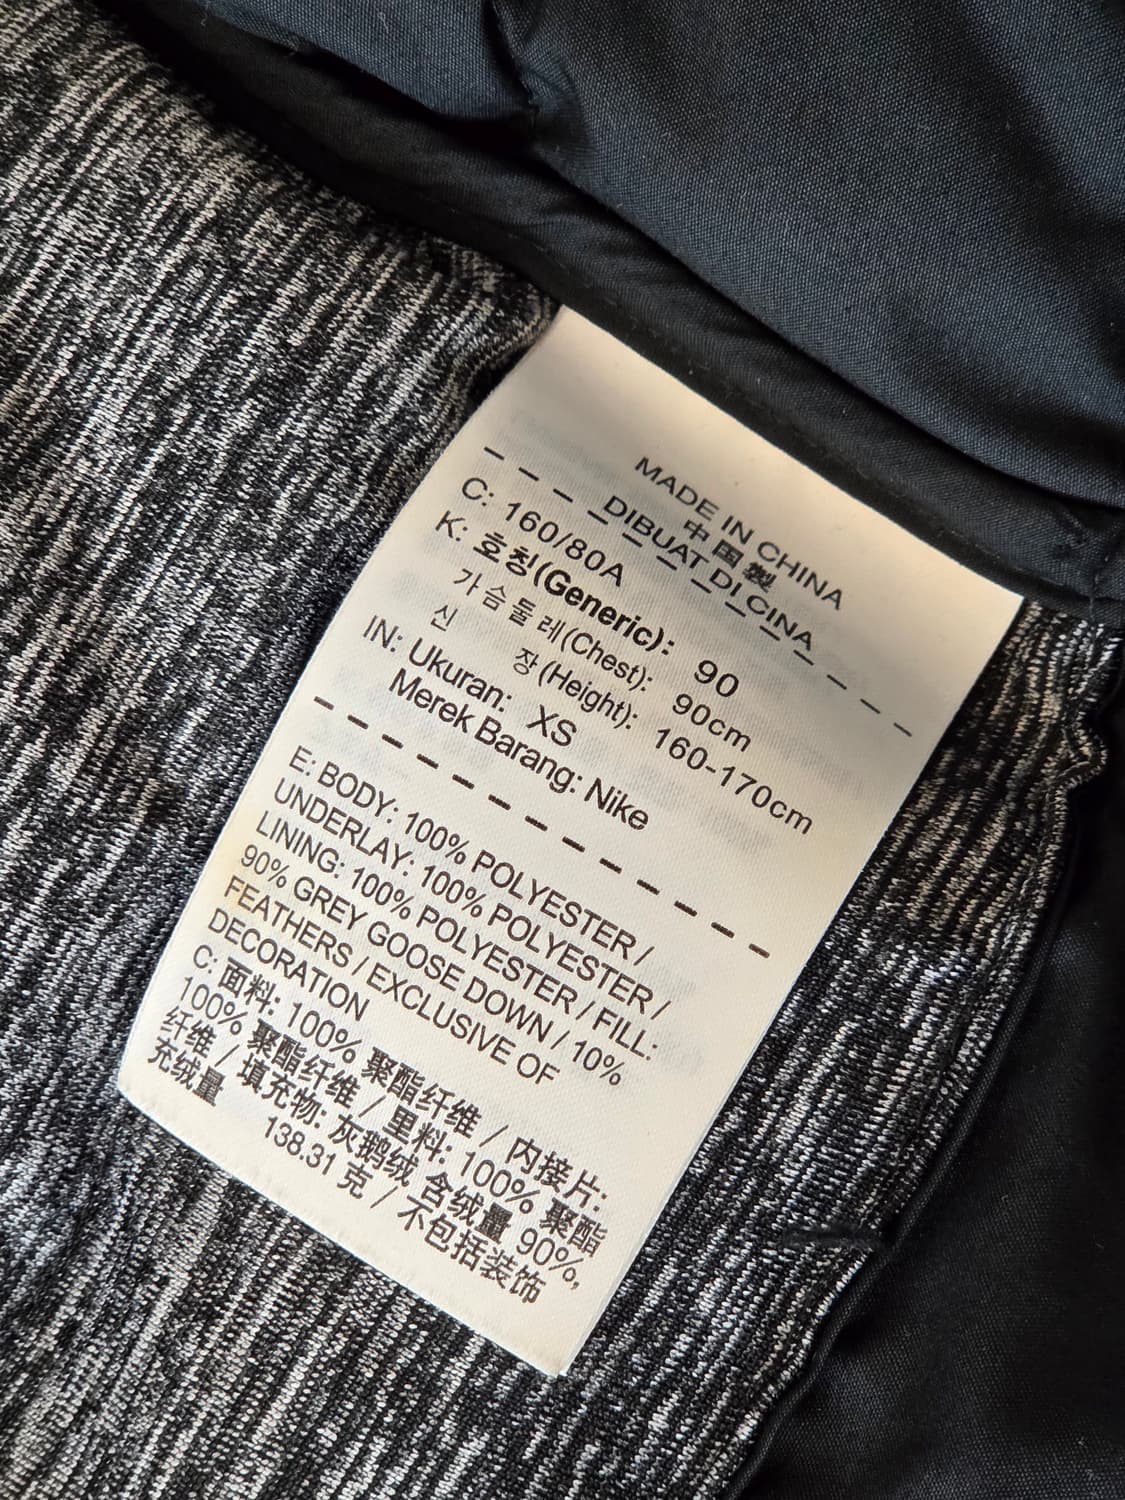 MADE IN CHINA
中國製
DIBUAT DI CINA
C: 160/80A
K: 호칭(Generic): 90
가슴둘레(Chest): 90cm
신 장(Height): 160-170cm
IN: Ukuran: XS
Merek Barang: Nike
E: BODY: 100% POLYESTER /
UNDERLAY: 100% POLYESTER /
LINING: 100% POLYESTER / FILL:
90% GREY GOOSE DOWN / 10%
FEATHERS / EXCLUSIVE OF
DECORATION
C: 面料: 100% 聚酯纤维 / 内接片:
100% 聚酯纤维 / 里料: 100% 聚酯
纤维 / 填充物: 灰鹅绒 含绒量 90%,
充绒量 138.31 克 / 不包括装饰